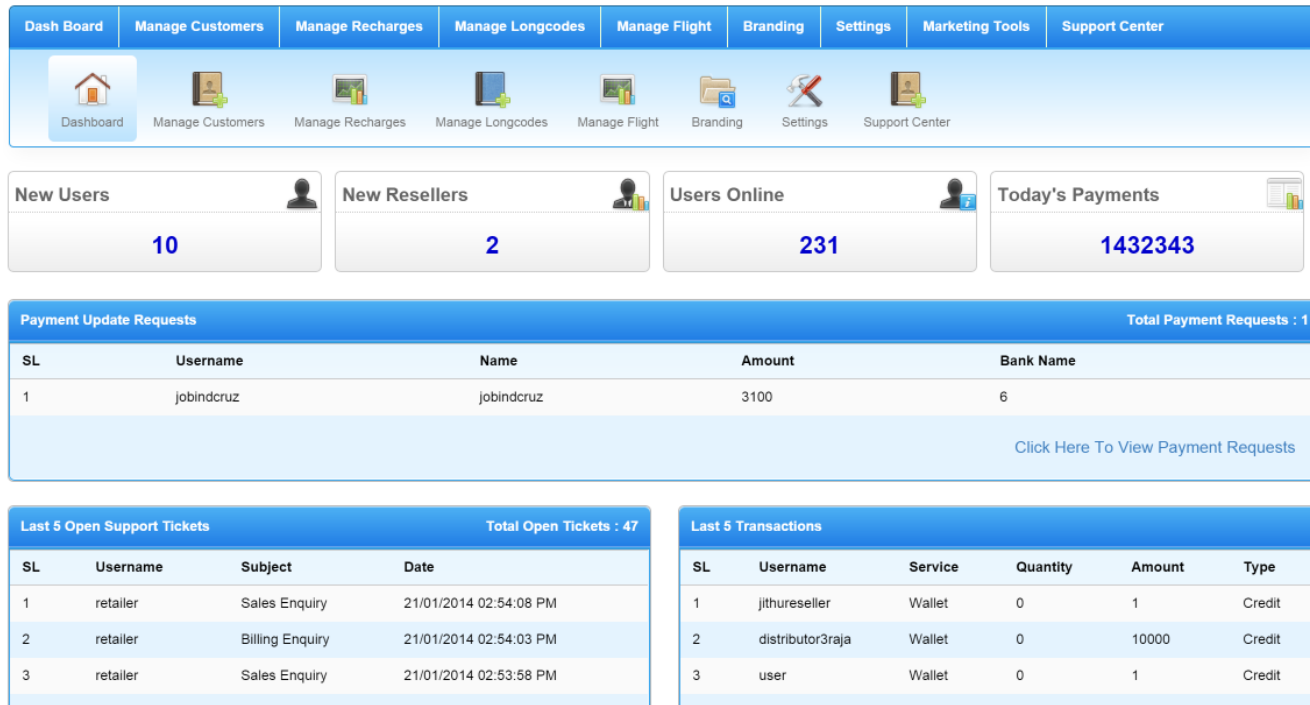 Dash Board Manage Customers Manage Recharges Manage Longcodes Manage Flight Branding Settings Marketing Tools Support Center
Dashboard Manage Customers Manage Recharges Manage Longcodes Manage Flight Branding Settings Support Center
New Users New Resellers Users Online Today's Payments
10 2 231 1432343
Payment Update Requests Total Payment Requests : 1
SL Username Name Amount Bank Name
1 jobindcruz jobindcruz 3100 6
Click Here To View Payment Requests
Last 5 Open Support Tickets Total Open Tickets : 47
SL Username Subject Date
1 retailer Sales Enquiry 21/01/2014 02:54:08 PM
2 retailer Billing Enquiry 21/01/2014 02:54:03 PM
3 retailer Sales Enquiry 21/01/2014 02:53:58 PM
Last 5 Transactions
SL Username Service Quantity Amount Type
1 jithureseller Wallet 0 1 Credit
2 distributor3raja Wallet 0 10000 Credit
3 user Wallet 0 1 Credit